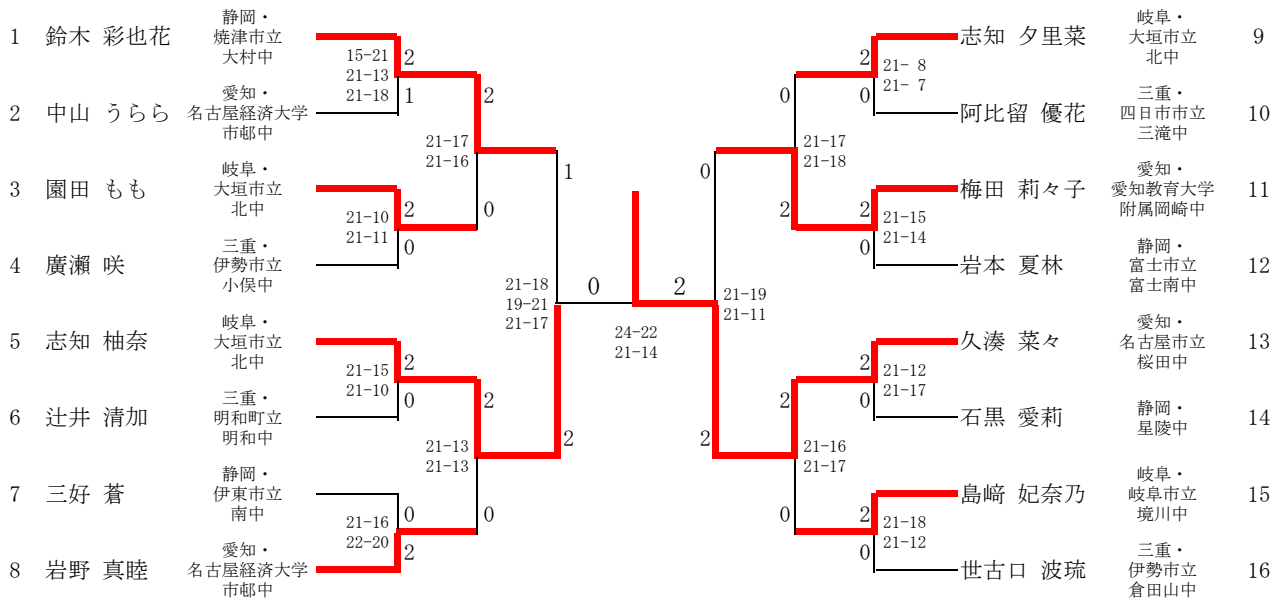 1 鈴木 彩也花 静岡・
焼津市立
大村中
2 中山 うらら 愛知・
名古屋経済大学
市邨中
3 園田 もも 岐阜・
大垣市立
北中
4 廣瀬 咲 三重・
伊勢市立
小俣中
5 志知 柚奈 岐阜・
大垣市立
北中
6 辻井 清加 三重・
明和町立
明和中
7 三好 蒼 静岡・
伊東市立
南中
8 岩野 真睦 愛知・
名古屋経済大学
市邨中
15-21
21-13
21-18
2
1
21-10
21-11
2
0
21-15
21-10
2
0
21-16
22-20
0
2
21-17
21-16
2
0
21-13
21-13
2
0
21-18
19-21
21-17
1
2
0
2
24-22
21-14
21-19
21-11
0
2
21-17
21-18
0
2
21-16
21-17
2
0
21- 8
21- 7
2
0
21-15
21-14
2
0
21-12
21-17
2
0
21-18
21-12
2
0
志知 夕里菜 岐阜・
大垣市立
北中 9
阿比留 優花 三重・
四日市市立
三滝中 10
梅田 莉々子 愛知・
愛知教育大学
附属岡崎中 11
岩本 夏林 静岡・
富士市立
富士南中 12
久湊 菜々 愛知・
名古屋市立
桜田中 13
石黒 愛莉 静岡・
星陵中 14
島﨑 妃奈乃 岐阜・
岐阜市立
境川中 15
世古口 波琉 三重・
伊勢市立
倉田山中 16